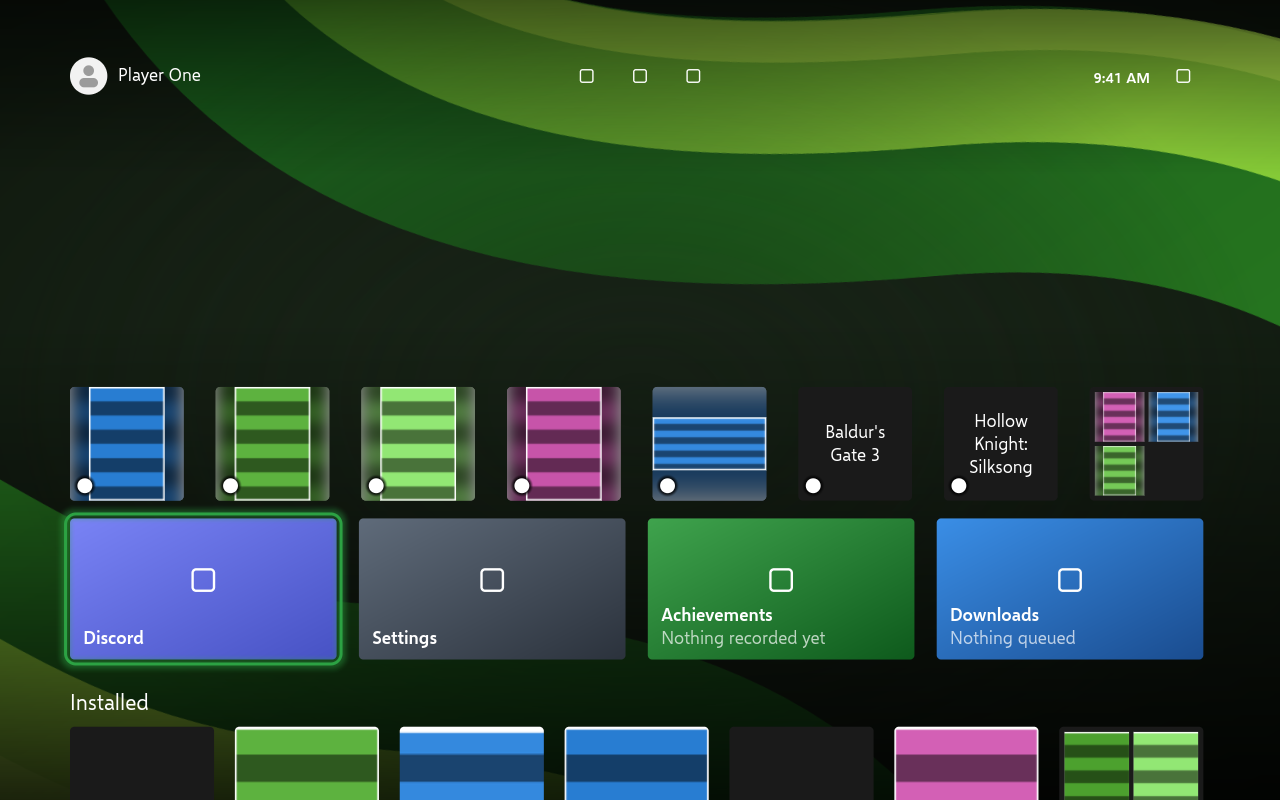 Player One
9:41 AM
Baldur's
Gate 3
Hollow
Knight:
Silksong
Discord
Settings
Achievements
Nothing recorded yet
Downloads
Nothing queued
Installed